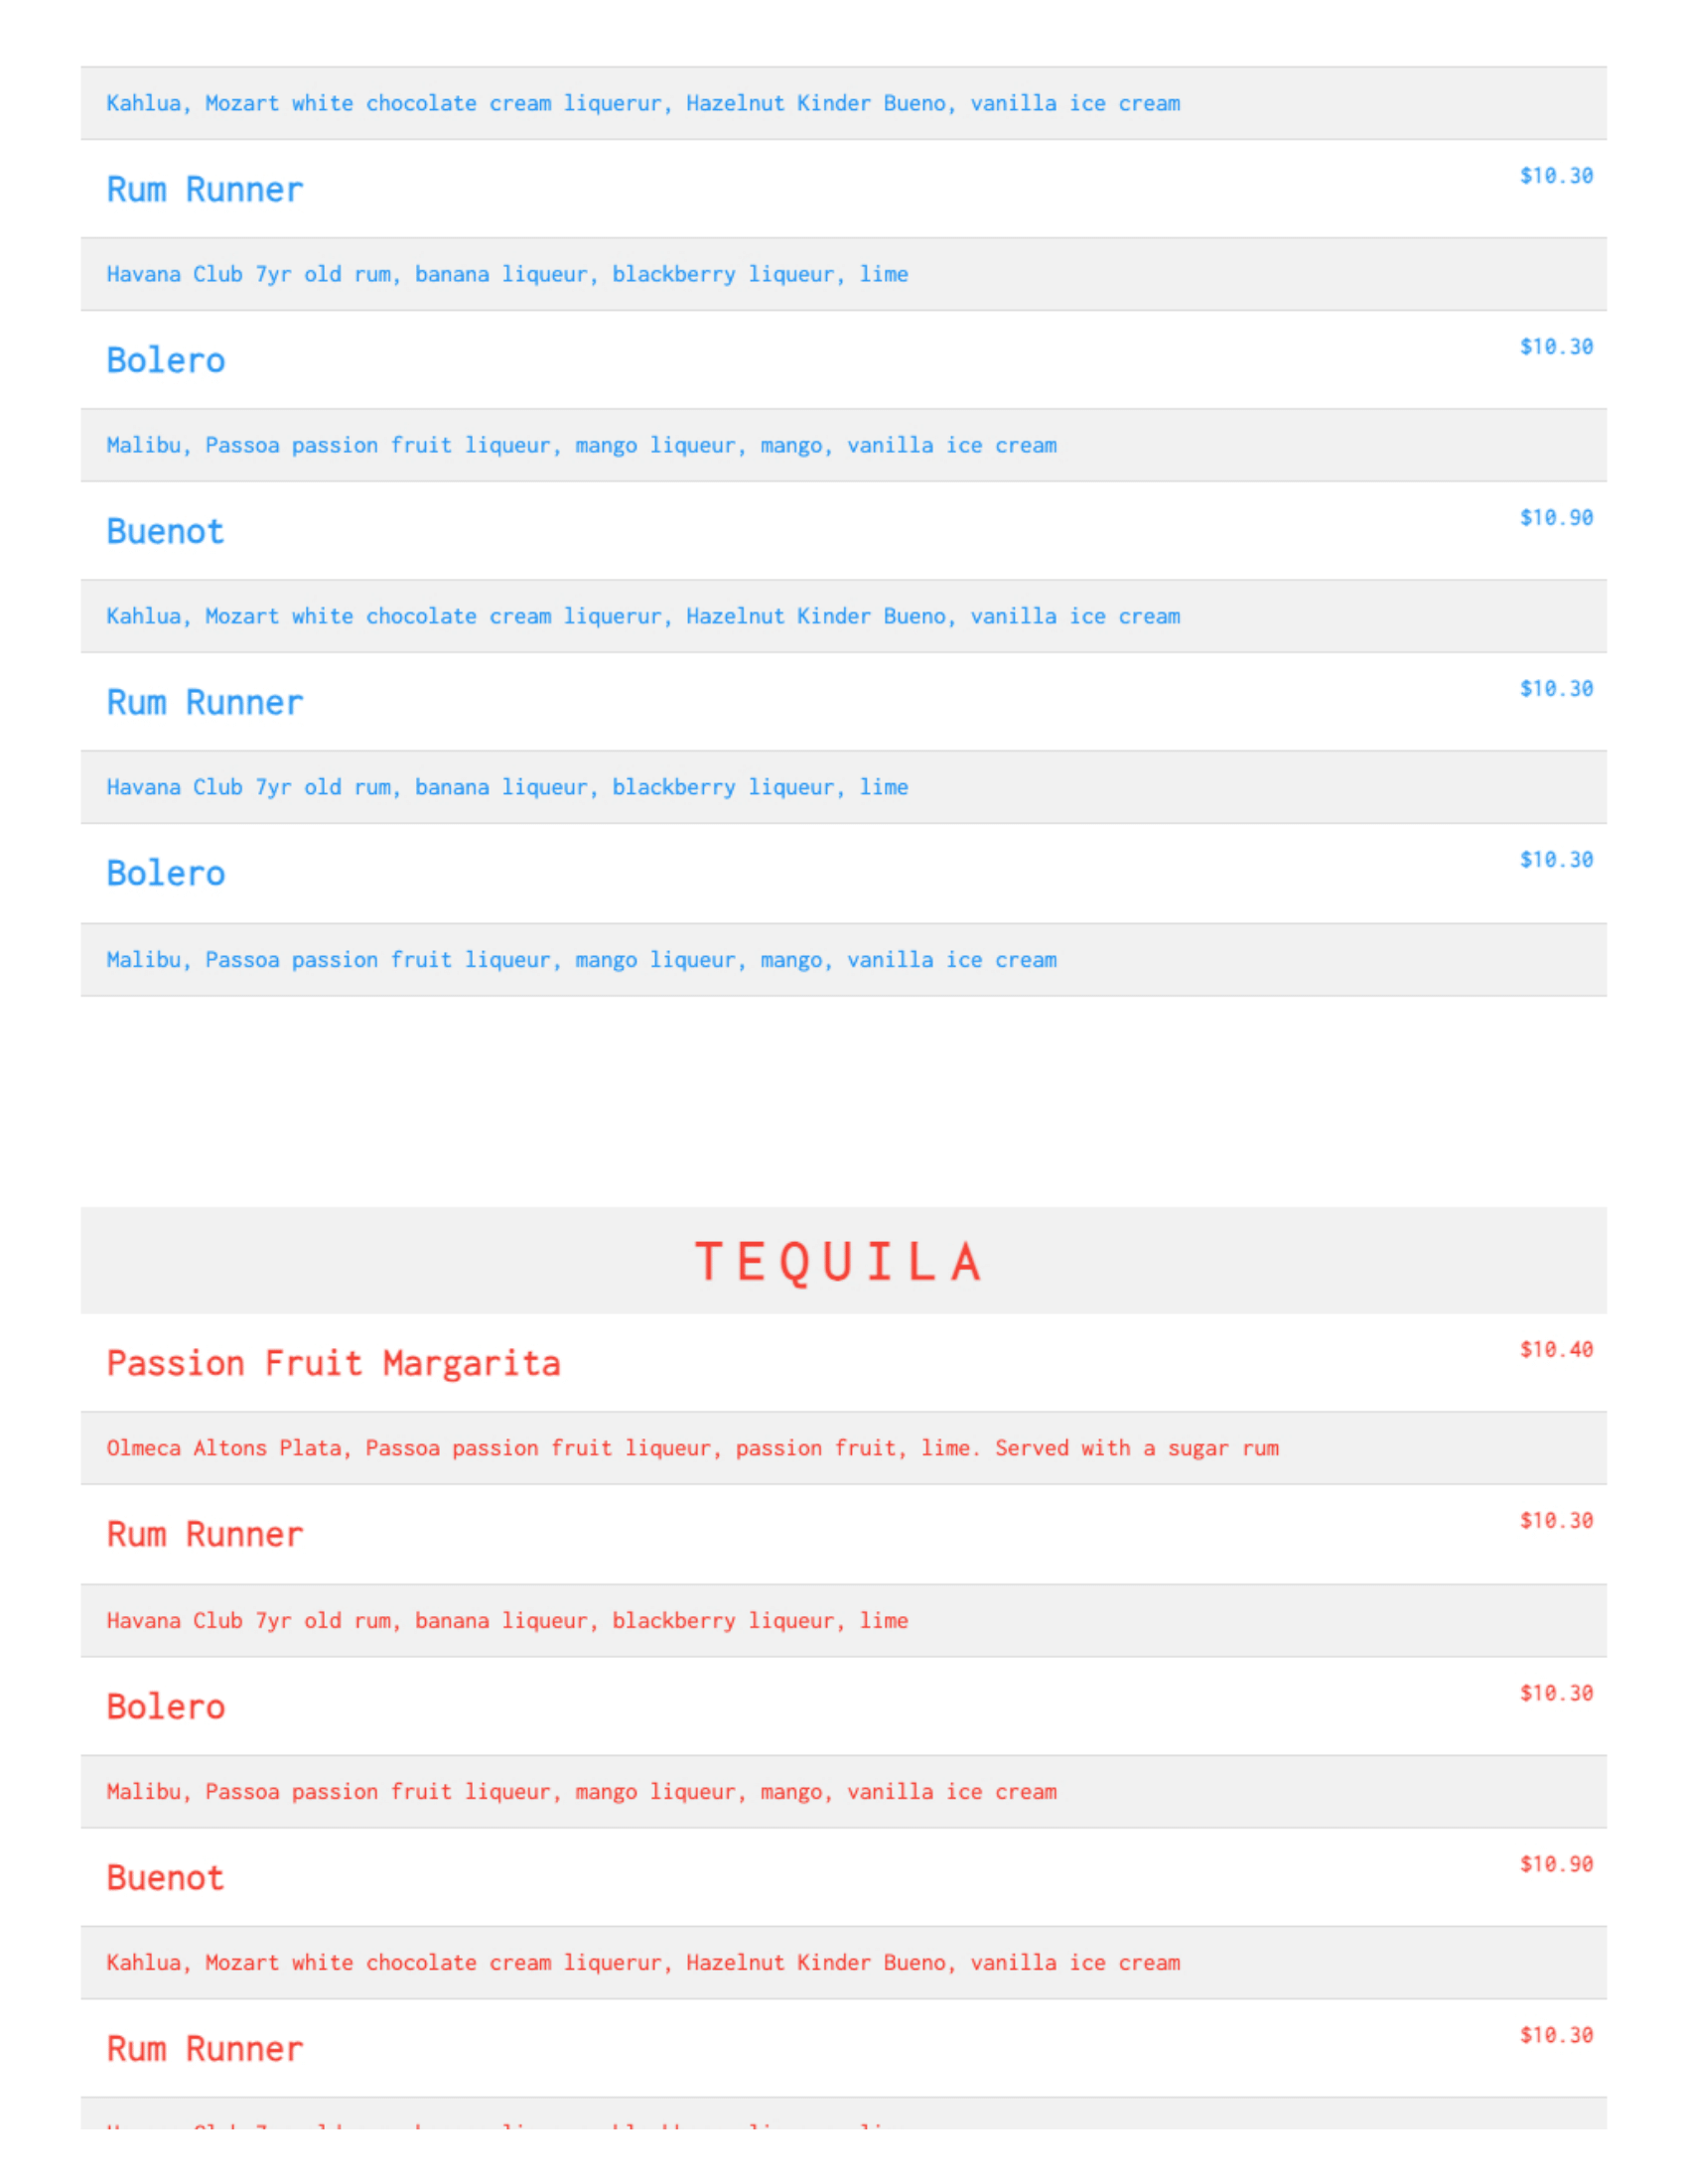 Kahlua, Mozart white chocolate cream liquerur, Hazelnut Kinder Bueno, vanilla ice cream
Rum Runner $10.30
Havana Club 7yr old rum, banana liqueur, blackberry liqueur, lime
Bolero $10.30
Malibu, Passoa passion fruit liqueur, mango liqueur, mango, vanilla ice cream
Buenot $10.90
Kahlua, Mozart white chocolate cream liquerur, Hazelnut Kinder Bueno, vanilla ice cream
Rum Runner $10.30
Havana Club 7yr old rum, banana liqueur, blackberry liqueur, lime
Bolero $10.30
Malibu, Passoa passion fruit liqueur, mango liqueur, mango, vanilla ice cream
TEQUILA
Passion Fruit Margarita $10.40
Olmeca Altons Plata, Passoa passion fruit liqueur, passion fruit, lime. Served with a sugar rum
Rum Runner $10.30
Havana Club 7yr old rum, banana liqueur, blackberry liqueur, lime
Bolero $10.30
Malibu, Passoa passion fruit liqueur, mango liqueur, mango, vanilla ice cream
Buenot $10.90
Kahlua, Mozart white chocolate cream liquerur, Hazelnut Kinder Bueno, vanilla ice cream
Rum Runner $10.30